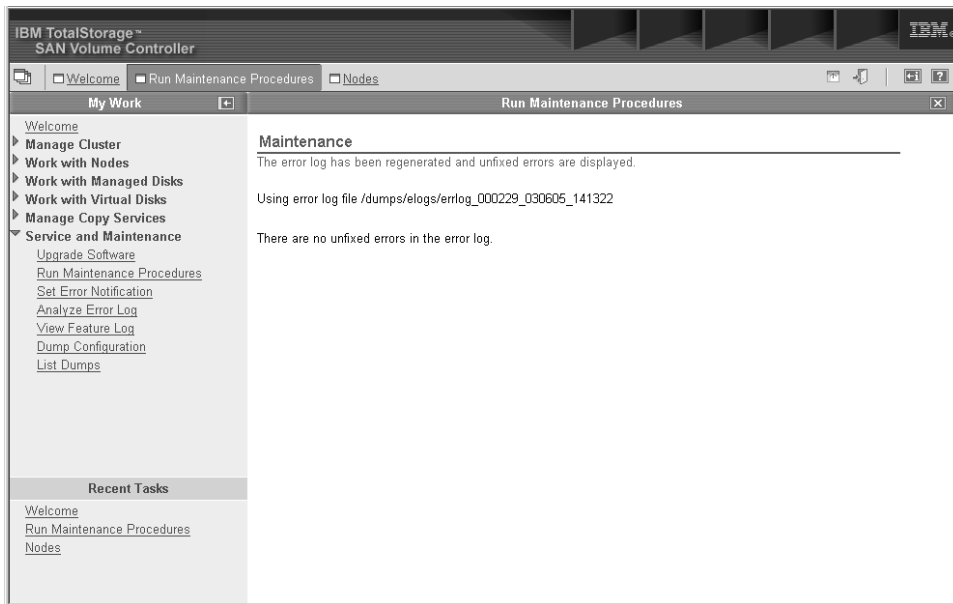 IBM TotalStorage™
SAN Volume Controller
IBM.
Welcome
Run Maintenance Procedures
Nodes
?
My Work
Run Maintenance Procedures
Welcome
Manage Cluster
Work with Nodes
Work with Managed Disks
Work with Virtual Disks
Manage Copy Services
Service and Maintenance
Upgrade Software
Run Maintenance Procedures
Set Error Notification
Analyze Error Log
View Feature Log
Dump Configuration
List Dumps
Maintenance
The error log has been regenerated and unfixed errors are displayed.
Using error log file /dumps/elogs/errlog_000229_030605_141322
There are no unfixed errors in the error log.
Recent Tasks
Welcome
Run Maintenance Procedures
Nodes